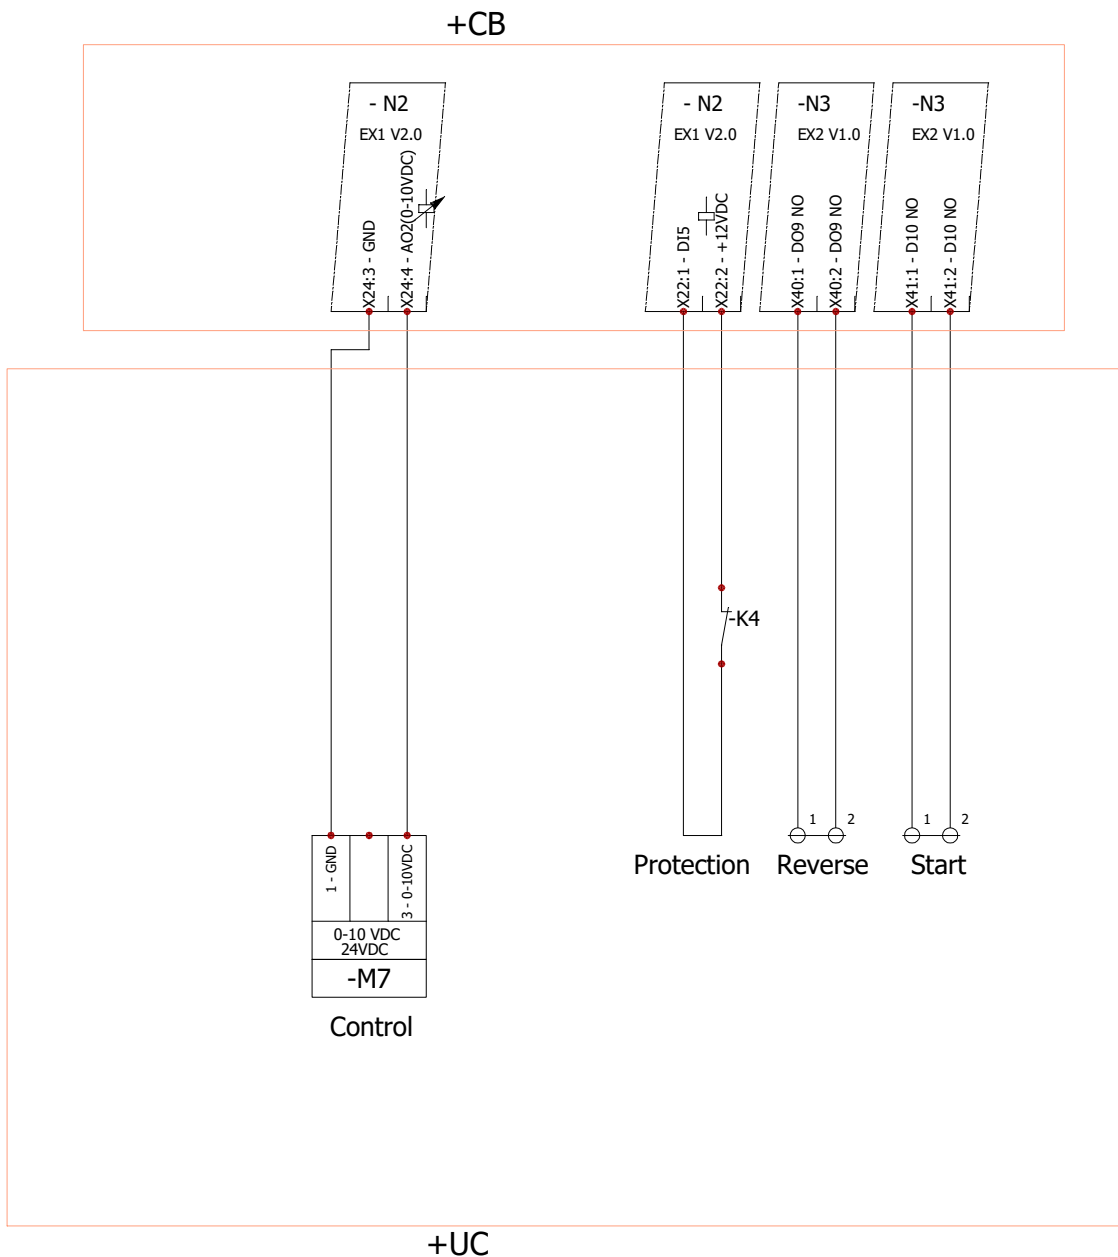 +CB
- N2
EX1 V2.0
X24:3 - GND
X24:4 - AO2(0-10VDC)
- N2
EX1 V2.0
X22:1 - DI5
X22:2 - +12VDC
-N3
EX2 V1.0
X40:1 - DO9 NO
X40:2 - DO9 NO
-N3
EX2 V1.0
X41:1 - D10 NO
X41:2 - D10 NO
-K4
1 - GND
3 - 0-10VDC
0-10 VDC
24VDC
-M7
Control
Protection
1
2
Reverse
1
2
Start
+UC